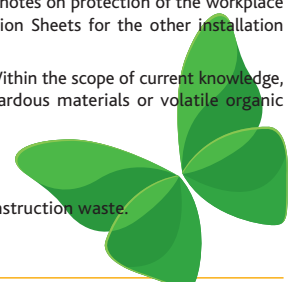 notes on protection of the workplace
ion Sheets for the other installation
Within the scope of current knowledge,
ardous materials or volatile organic
nstruction waste.